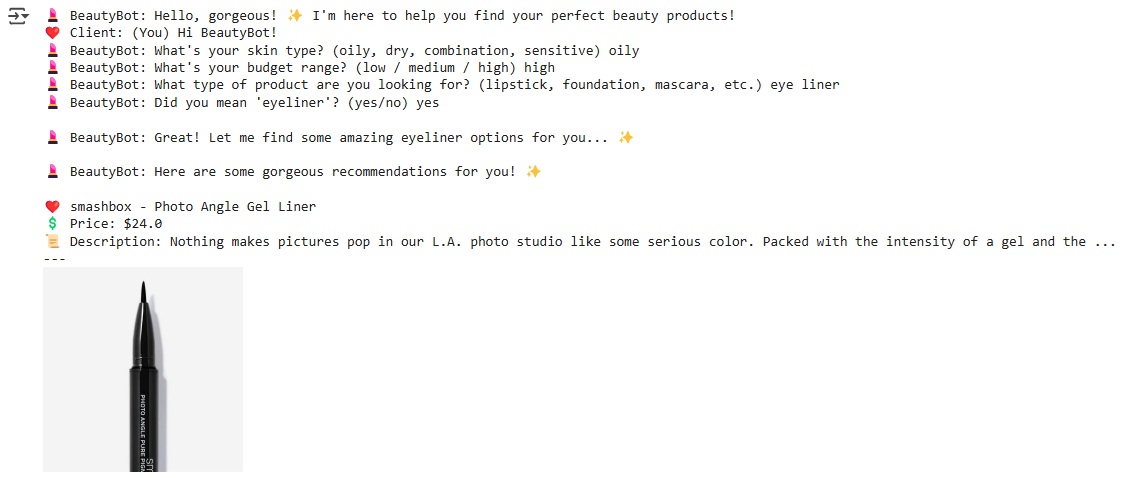 💄 BeautyBot: Hello, gorgeous! ✨ I'm here to help you find your perfect beauty products!
❤️ Client: (You) Hi BeautyBot!
💄 BeautyBot: What's your skin type? (oily, dry, combination, sensitive) oily
💄 BeautyBot: What's your budget range? (low / medium / high) high
💄 BeautyBot: What type of product are you looking for? (lipstick, foundation, mascara, etc.) eye liner
💄 BeautyBot: Did you mean 'eyeliner'? (yes/no) yes
💄 BeautyBot: Great! Let me find some amazing eyeliner options for you... ✨
💄 BeautyBot: Here are some gorgeous recommendations for you! ✨
❤️ smashbox - Photo Angle Gel Liner
💲 Price: $24.0
📜 Description: Nothing makes pictures pop in our L.A. photo studio like some serious color. Packed with the intensity of a gel and the ...
---
PHOTO ANGLE PURE PIGM